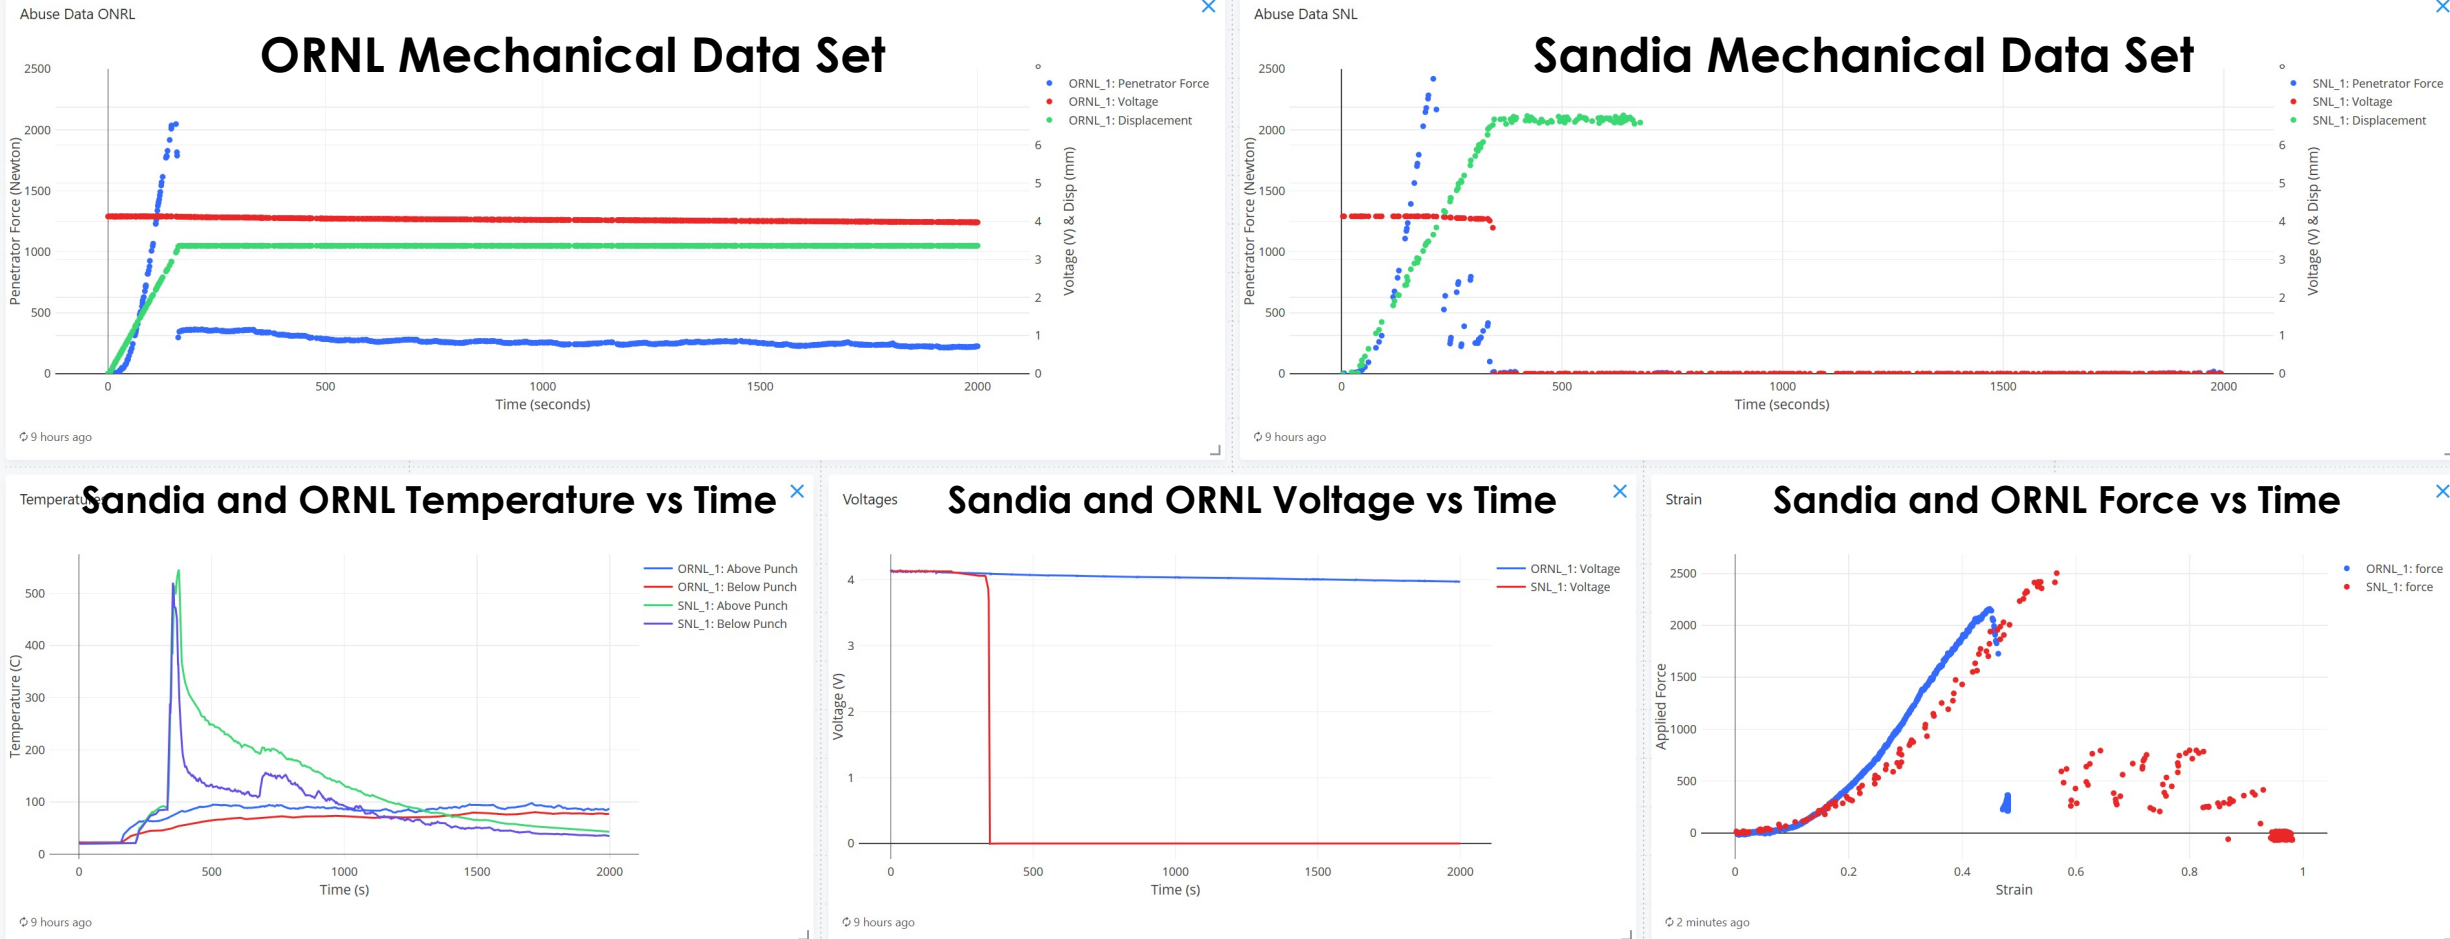 Abuse Data ONRL
ORNL Mechanical Data Set
2500
2000
1500
1000
500
0
Penetrator Force (Newton)
0
500
1000
1500
2000
Time (seconds)
6
5
4
3
2
1
0
Voltage (V) & Disp (mm)
ORNL_1: Penetrator Force
ORNL_1: Voltage
ORNL_1: Displacement
9 hours ago
Abuse Data SNL
Sandia Mechanical Data Set
2500
2000
1500
1000
500
0
Penetrator Force (Newton)
0
500
1000
1500
2000
Time (seconds)
6
5
4
3
2
1
0
Voltage (V) & Disp (mm)
SNL_1: Penetrator Force
SNL_1: Voltage
SNL_1: Displacement
9 hours ago
Temperatures
Sandia and ORNL Temperature vs Time
500
400
300
200
100
0
Temperature (C)
0
500
1000
1500
2000
Time (s)
ORNL_1: Above Punch
ORNL_1: Below Punch
SNL_1: Above Punch
SNL_1: Below Punch
9 hours ago
Voltages
Sandia and ORNL Voltage vs Time
4
3
2
1
0
Voltage (V)
0
500
1000
1500
2000
Time (s)
ORNL_1: Voltage
SNL_1: Voltage
9 hours ago
Strain
Sandia and ORNL Force vs Time
2500
2000
1500
1000
500
0
Applied Force
0
0.2
0.4
0.6
0.8
1
Strain
ORNL_1: force
SNL_1: force
2 minutes ago